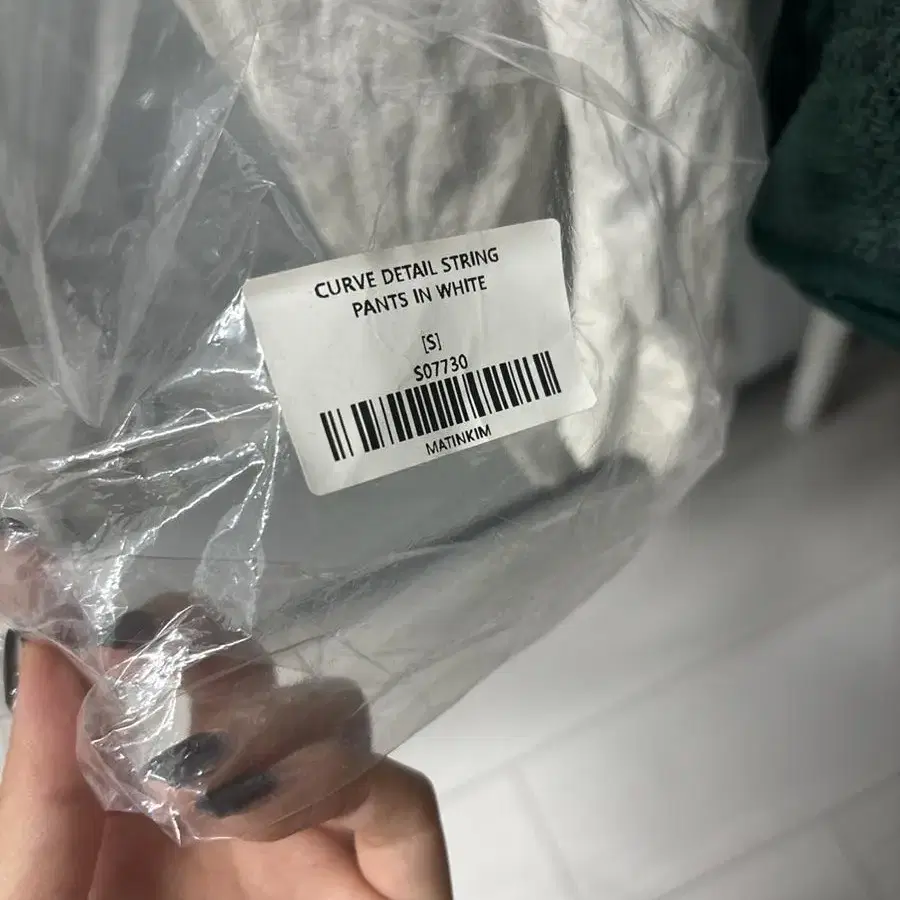 CURVE DETAIL STRING
PANTS IN WHITE
[S]
S07730
MATINKIM